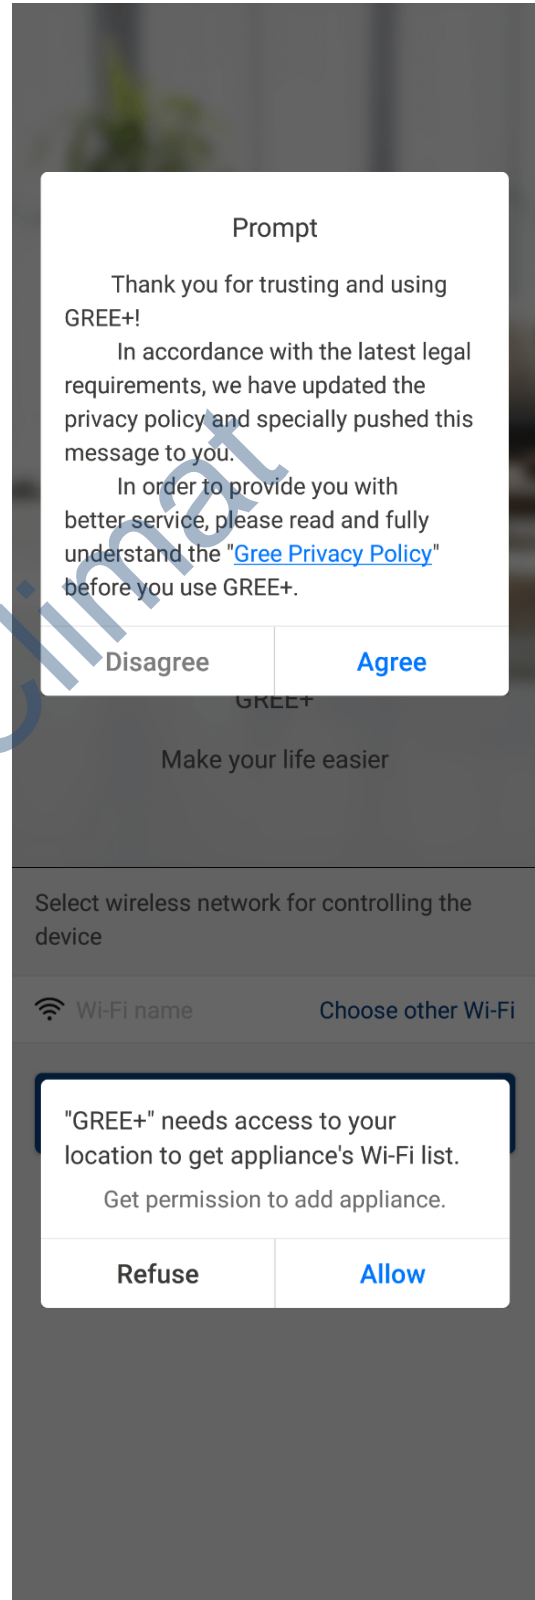 Prompt
Thank you for trusting and using
GREE+!
In accordance with the latest legal
requirements, we have updated the
privacy policy and specially pushed this
message to you.
In order to provide you with
better service, please read and fully
understand the "Gree Privacy Policy"
before you use GREE+.
Disagree Agree
GREE+
Make your life easier
Climat
Select wireless network for controlling the
device
Wi-Fi name Choose other Wi-Fi
"GREE+" needs access to your
location to get appliance's Wi-Fi list.
Get permission to add appliance.
Refuse Allow